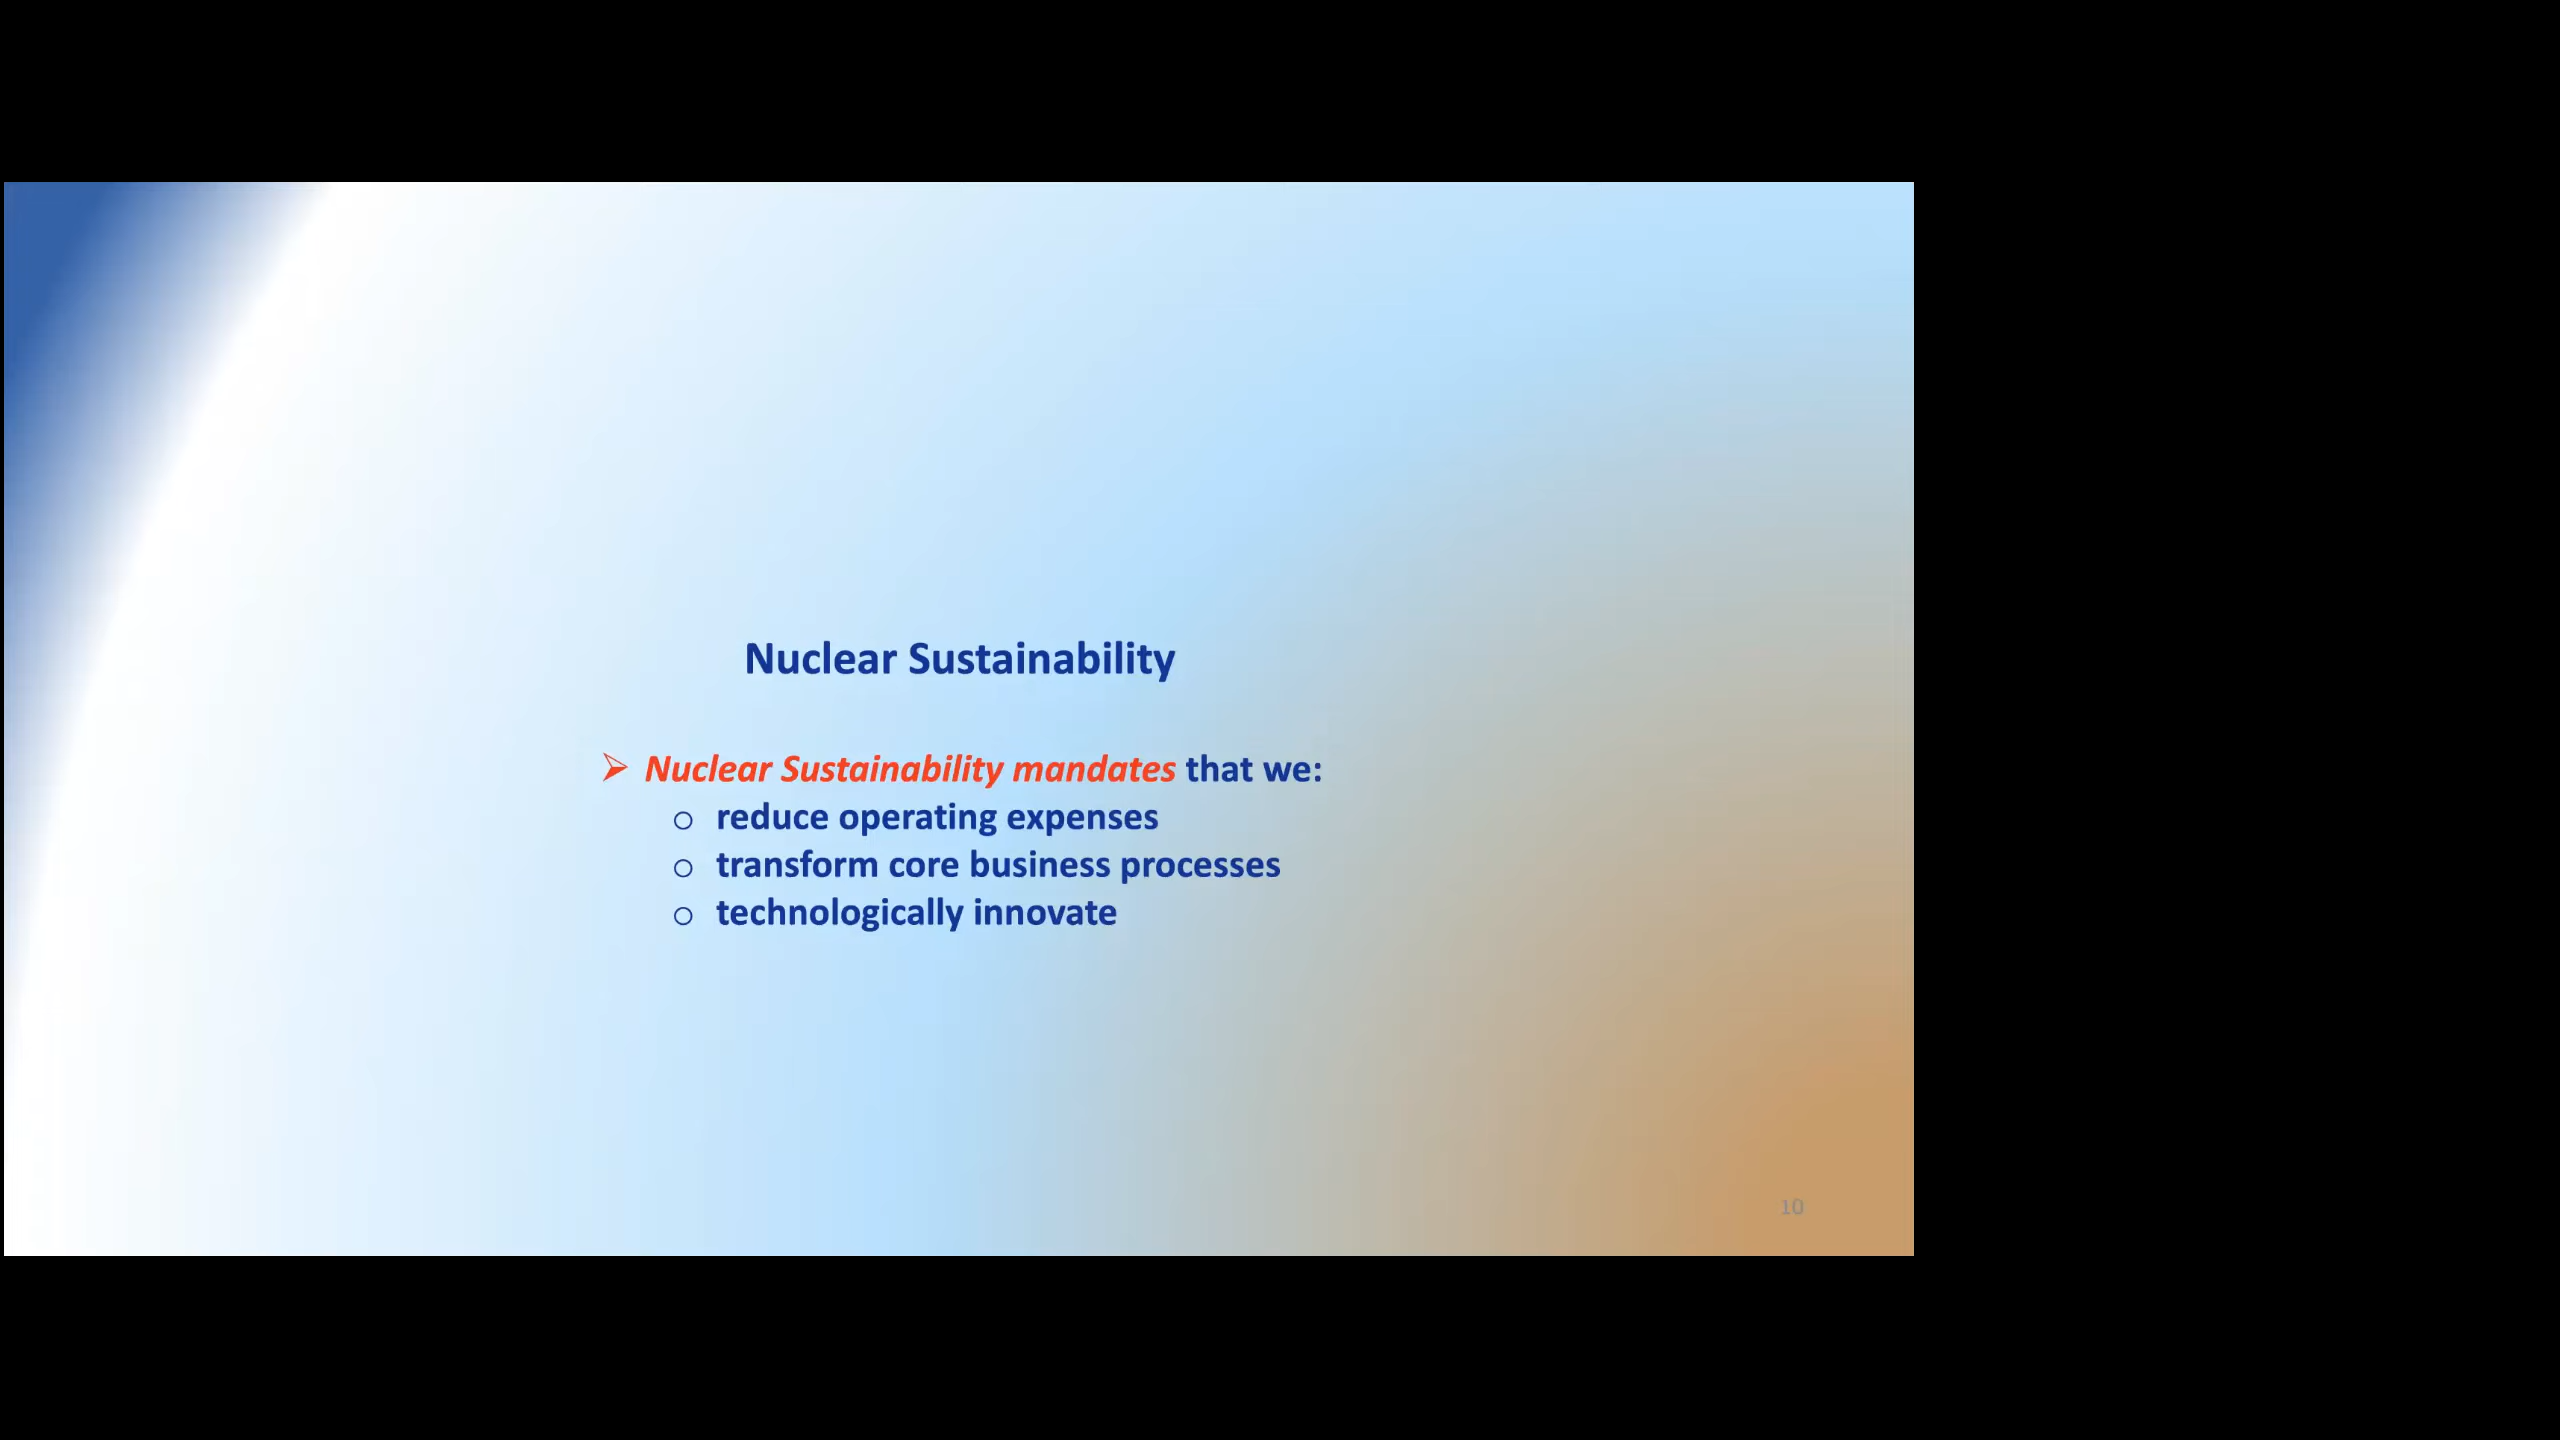 Nuclear Sustainability
➢ Nuclear Sustainability mandates that we:
o reduce operating expenses
o transform core business processes
o technologically innovate
10